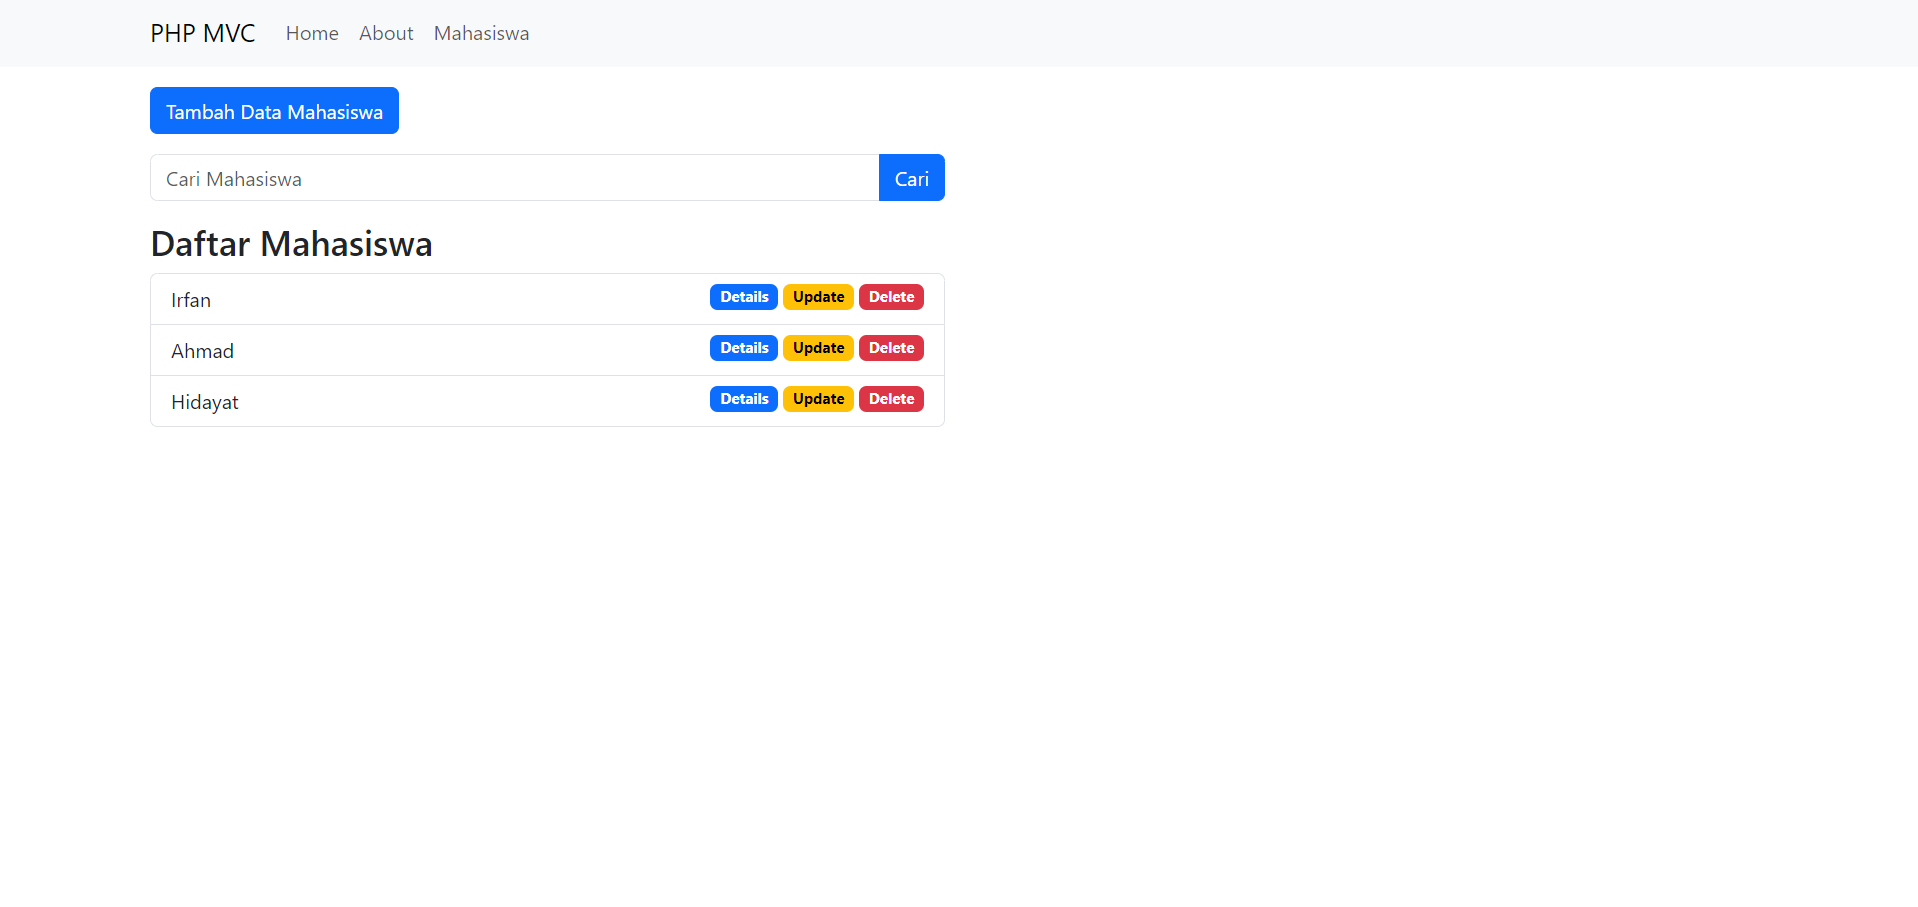 PHP MVC Home About Mahasiswa
Tambah Data Mahasiswa
Cari Mahasiswa Cari
Daftar Mahasiswa
Irfan Details Update Delete
Ahmad Details Update Delete
Hidayat Details Update Delete